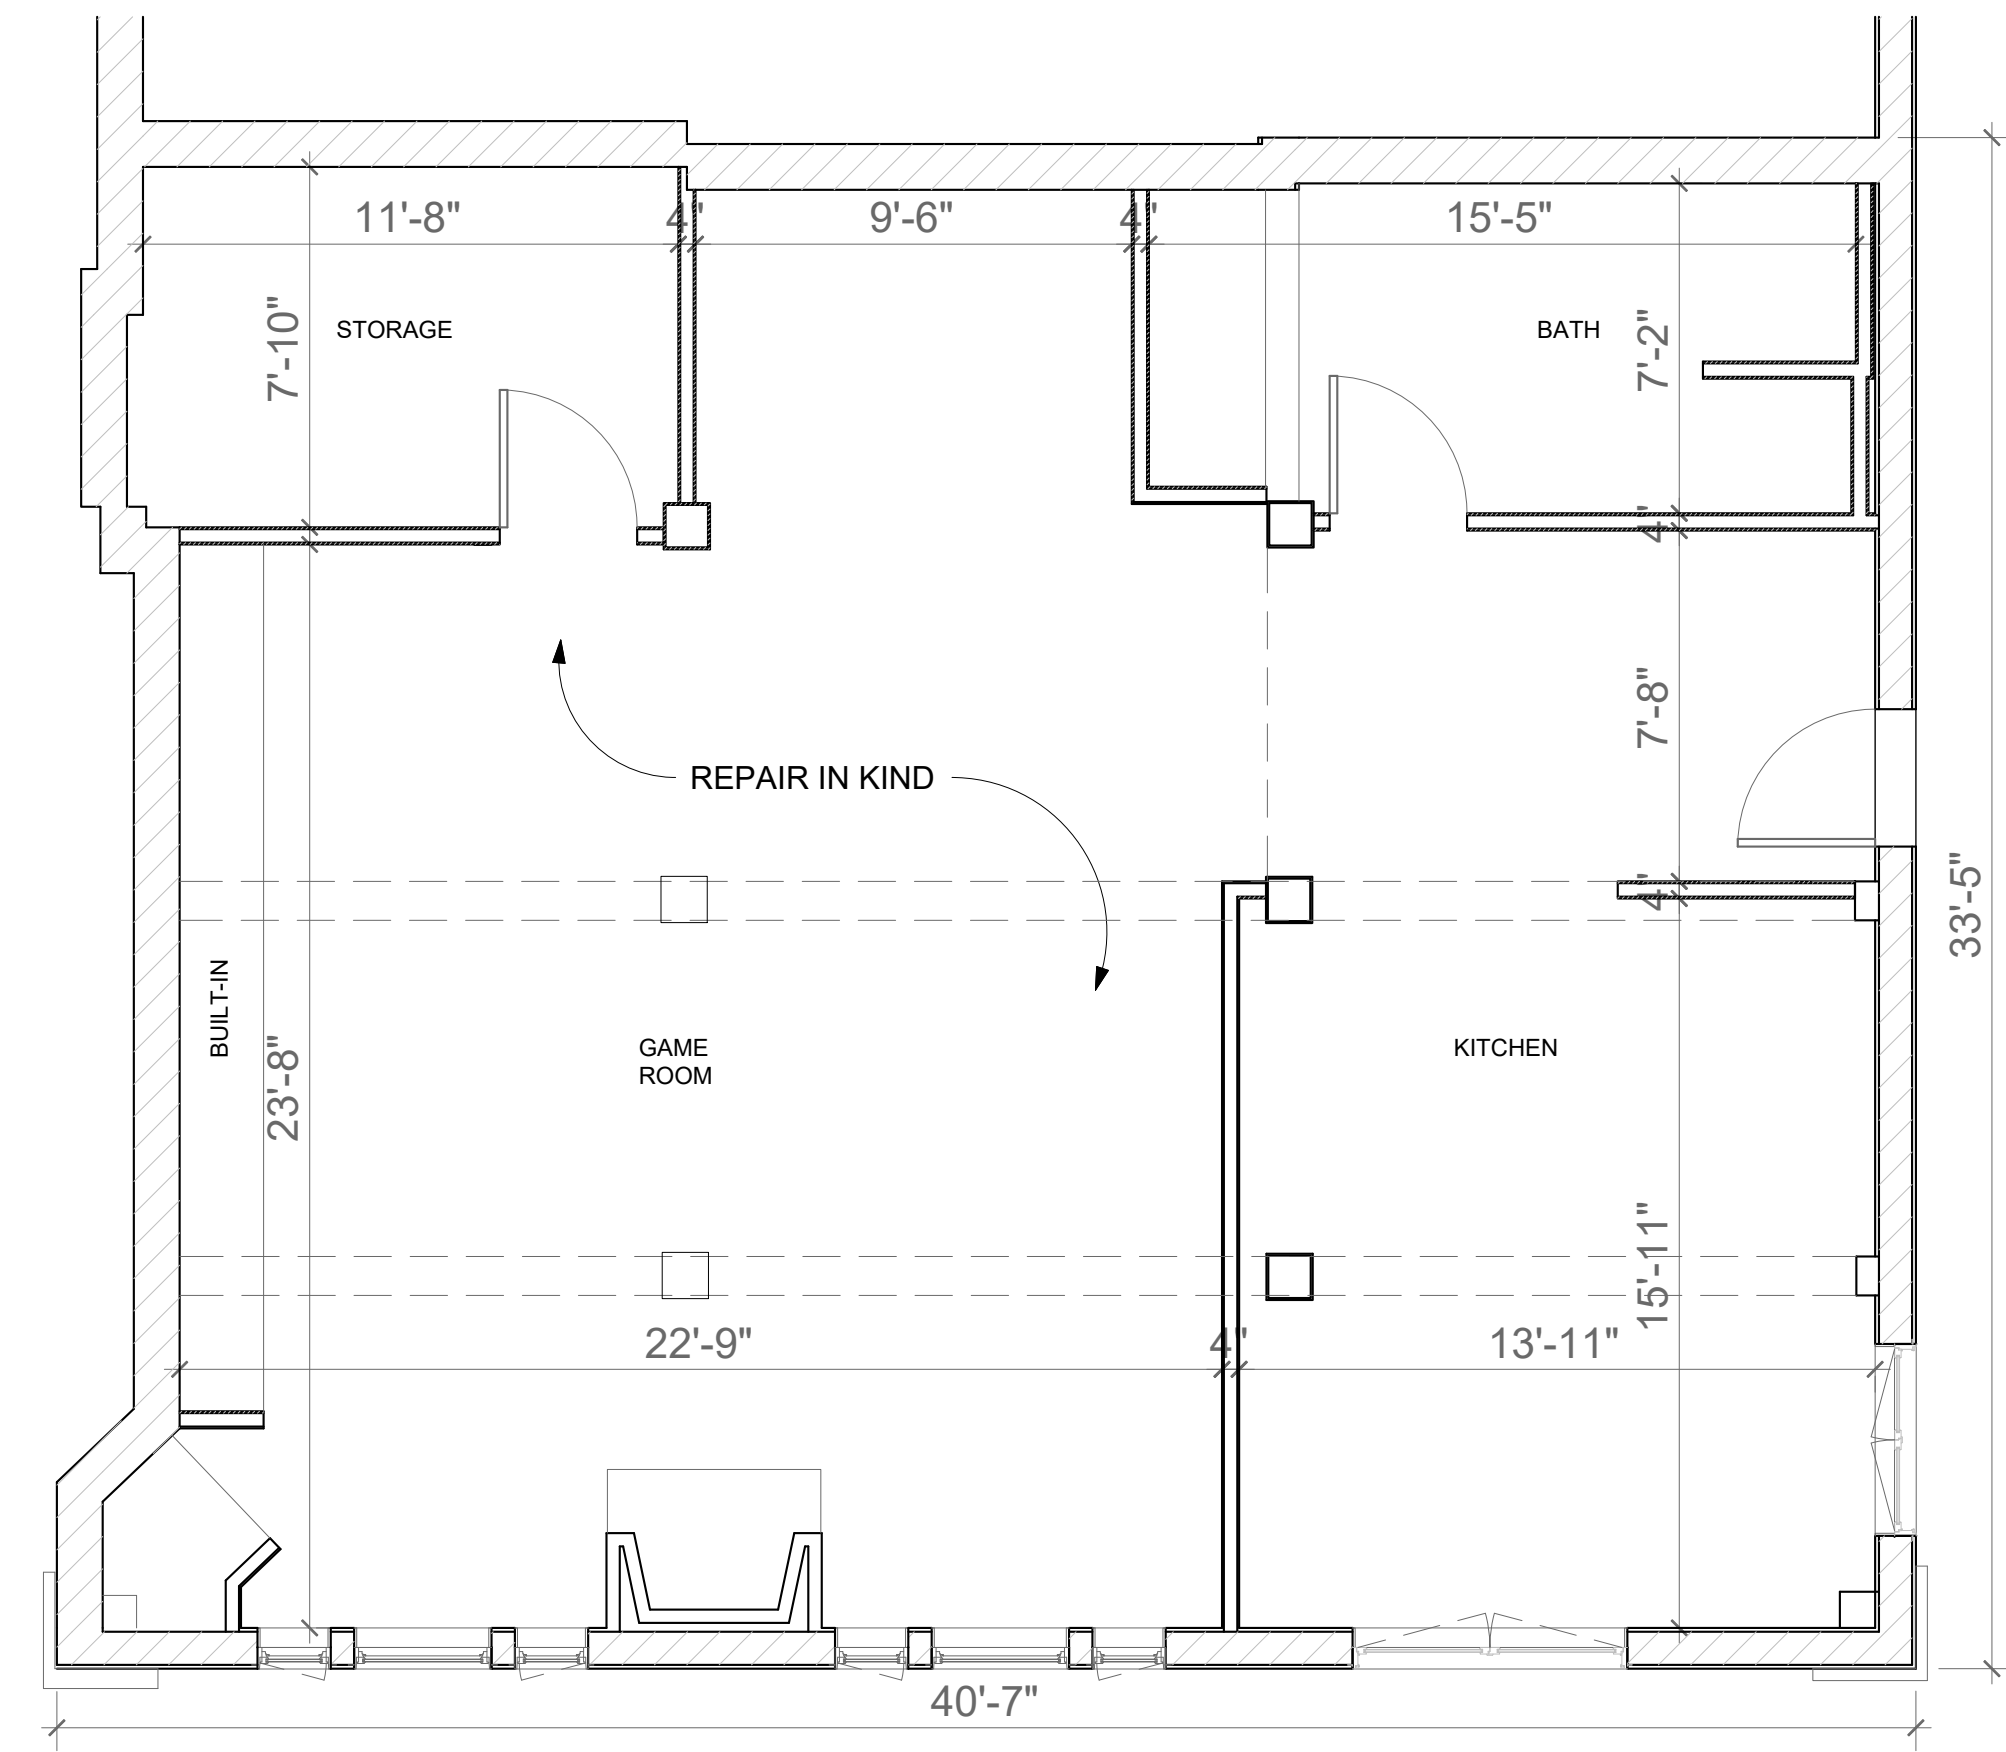 11'-8"
4"
9'-6"
4"
15'-5"
7'-10"
STORAGE
BATH
7'-2"
4"
7'-8"
REPAIR IN KIND
4"
33'-5"
BUILT-IN
23'-8"
GAME
ROOM
KITCHEN
15'-11"
22'-9"
4"
13'-11"
40'-7"